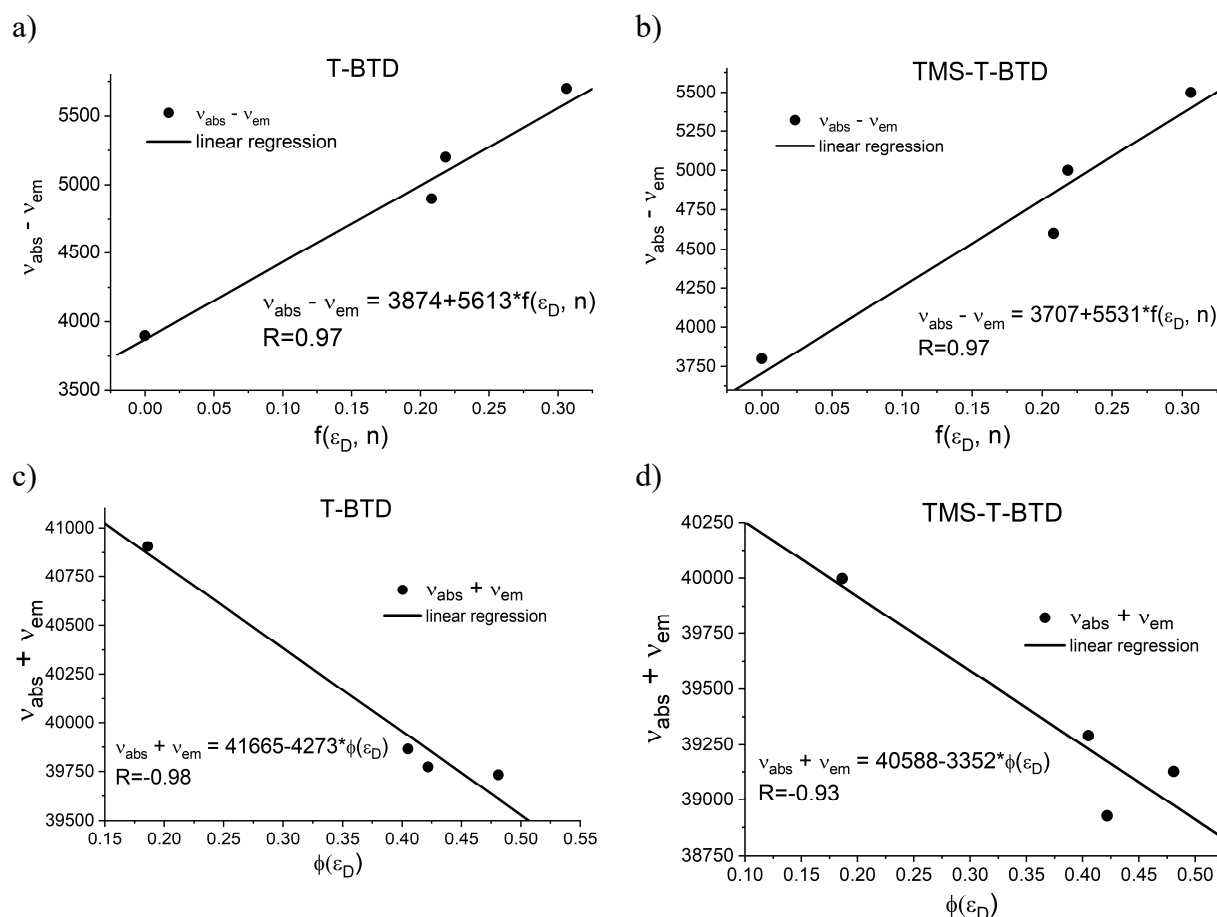 a)
T-BTD
ν_abs - ν_em
5500
5000
4500
4000
3500
ν_abs - ν_em
linear regression
ν_abs - ν_em = 3874+5613*f(ε_D, n)
R=0.97
0.00 0.05 0.10 0.15 0.20 0.25 0.30
f(ε_D, n)
b)
TMS-T-BTD
ν_abs - ν_em
5500
5250
5000
4750
4500
4250
4000
3750
ν_abs - ν_em
linear regression
ν_abs - ν_em = 3707+5531*f(ε_D, n)
R=0.97
0.00 0.05 0.10 0.15 0.20 0.25 0.30
f(ε_D, n)
c)
T-BTD
ν_abs + ν_em
41000
40750
40500
40250
40000
39750
39500
ν_abs + ν_em
linear regression
ν_abs + ν_em = 41665-4273*ϕ(ε_D)
R=-0.98
0.15 0.20 0.25 0.30 0.35 0.40 0.45 0.50
ϕ(ε_D)
d)
TMS-T-BTD
ν_abs + ν_em
40250
40000
39750
39500
39250
39000
38750
ν_abs + ν_em
linear regression
ν_abs + ν_em = 40588-3352*ϕ(ε_D)
R=-0.93
0.10 0.15 0.20 0.25 0.30 0.35 0.40 0.45 0.50
ϕ(ε_D)